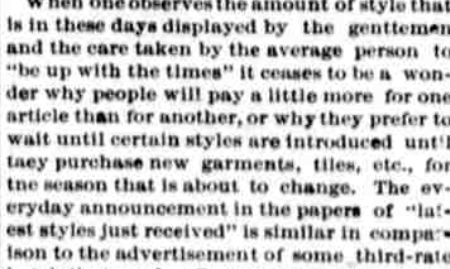 When one observes the amount of style that
is in these days displayed by the genttemen
and the care taken by the average person to
"be up with the times" it ceases to be a won-
der why people will pay a little more for one
article than for another, or why they prefer to
wait until certain styles are introduced until
taey purchase new garments, tiles, etc., for
tne season that is about to change. The ev-
eryday announcement in the papers of "lat-
est styles just received" is similar in compar-
ison to the advertisement of some third-rate